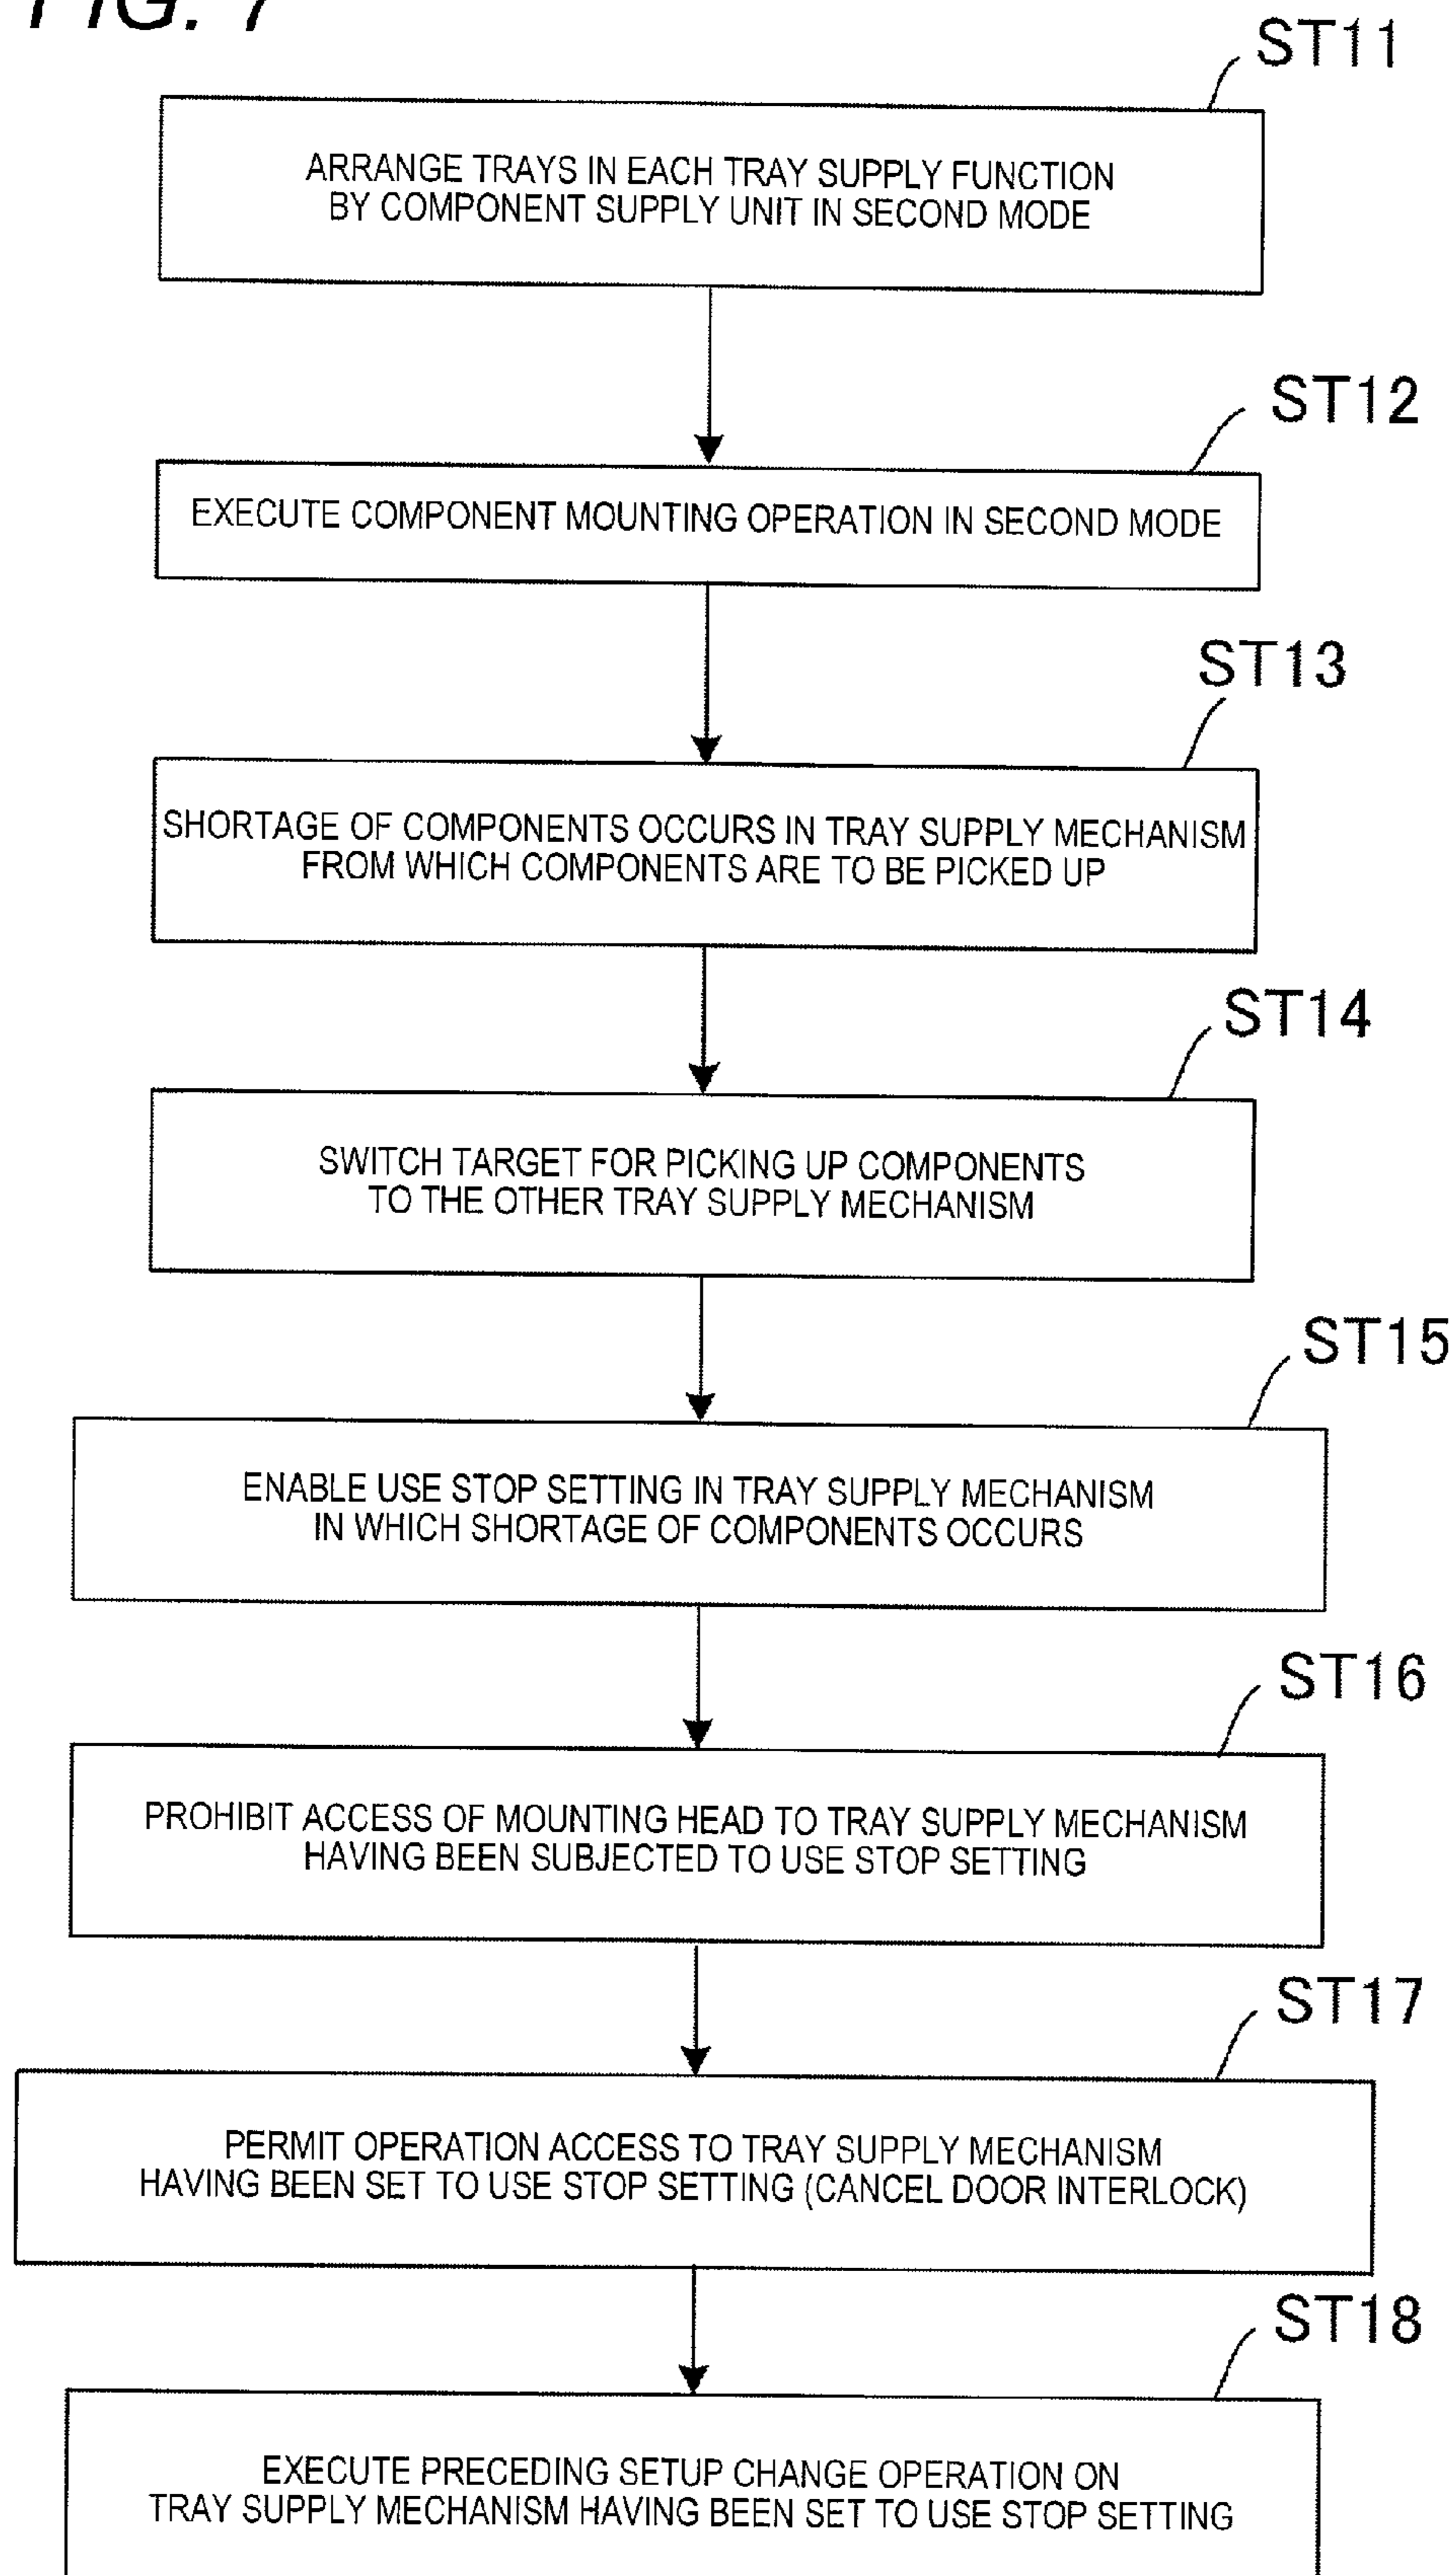 FIG. 7
ST11
ARRANGE TRAYS IN EACH TRAY SUPPLY FUNCTION
BY COMPONENT SUPPLY UNIT IN SECOND MODE
ST12
EXECUTE COMPONENT MOUNTING OPERATION IN SECOND MODE
ST13
SHORTAGE OF COMPONENTS OCCURS IN TRAY SUPPLY MECHANISM
FROM WHICH COMPONENTS ARE TO BE PICKED UP
ST14
SWITCH TARGET FOR PICKING UP COMPONENTS
TO THE OTHER TRAY SUPPLY MECHANISM
ST15
ENABLE USE STOP SETTING IN TRAY SUPPLY MECHANISM
IN WHICH SHORTAGE OF COMPONENTS OCCURS
ST16
PROHIBIT ACCESS OF MOUNTING HEAD TO TRAY SUPPLY MECHANISM
HAVING BEEN SUBJECTED TO USE STOP SETTING
ST17
PERMIT OPERATION ACCESS TO TRAY SUPPLY MECHANISM
HAVING BEEN SET TO USE STOP SETTING (CANCEL DOOR INTERLOCK)
ST18
EXECUTE PRECEDING SETUP CHANGE OPERATION ON
TRAY SUPPLY MECHANISM HAVING BEEN SET TO USE STOP SETTING